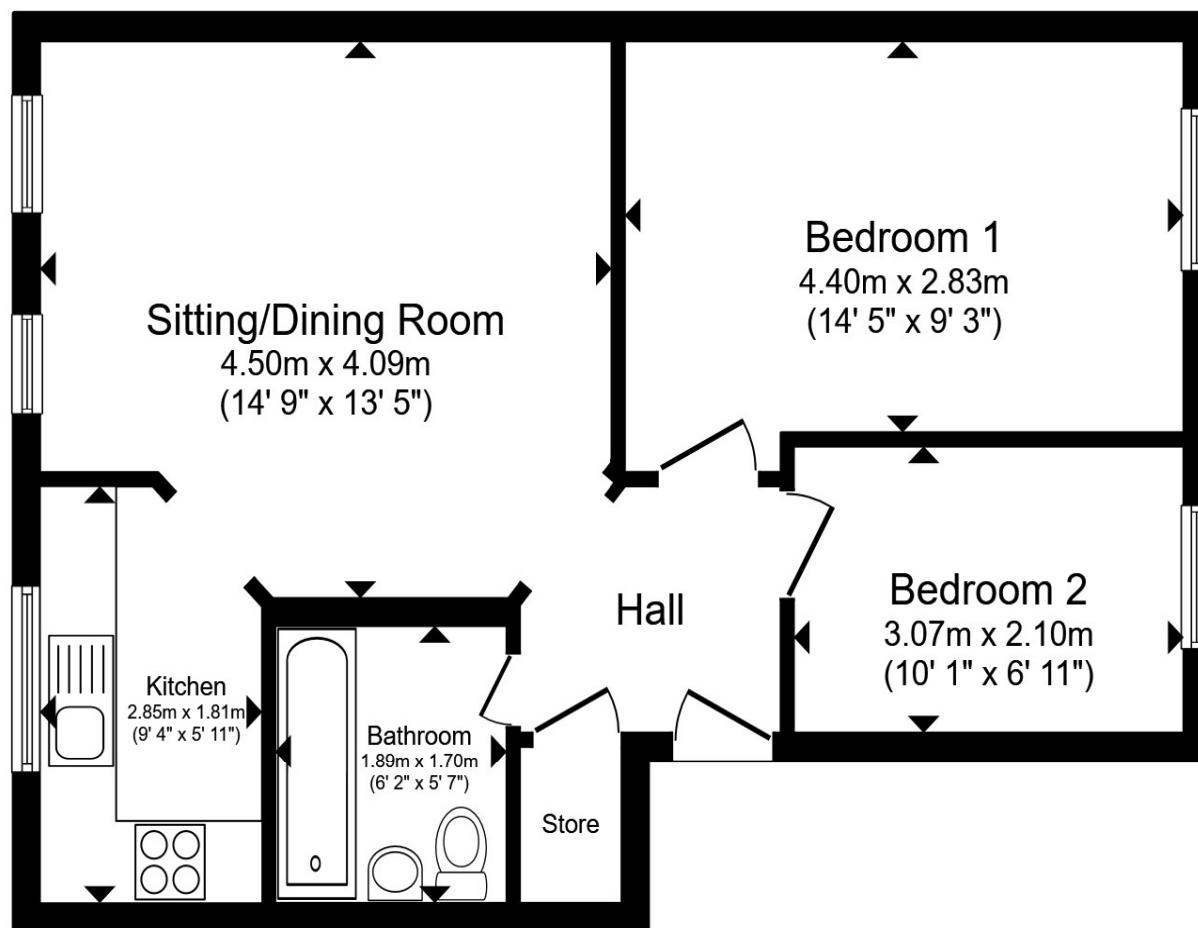 Sitting/Dining Room
4.50m x 4.09m
(14' 9" x 13' 5")
Bedroom 1
4.40m x 2.83m
(14' 5" x 9' 3")
Hall
Bedroom 2
3.07m x 2.10m
(10' 1" x 6' 11")
Kitchen
2.85m x 1.81m
(9' 4" x 5' 11")
Bathroom
1.89m x 1.70m
(6' 2" x 5' 7")
Store